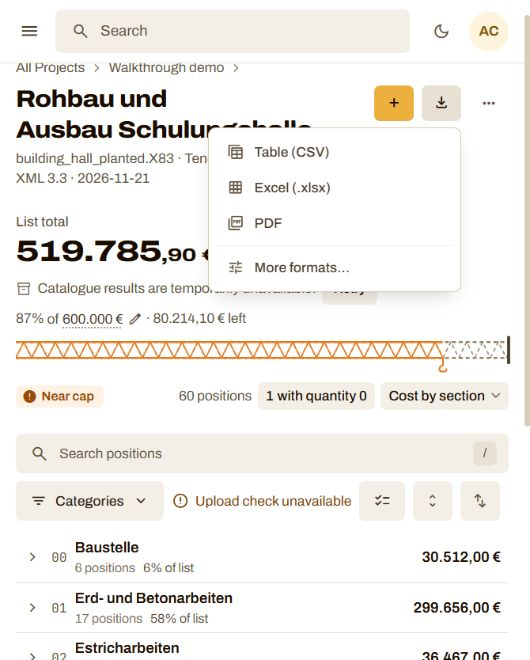 Search
AC
All Projects > Walkthrough demo >
Rohbau und
Ausbau Schulungshalle
building_hall_planted.X83 · Ten
XML 3.3 · 2026-11-21
Table (CSV)
Excel (.xlsx)
PDF
More formats...
List total
519.785,90 €
Catalogue results are temporarily unavailable.
Retry
87% of 600.000 € · 80.214,10 € left
Near cap
60 positions
1 with quantity 0
Cost by section
Search positions
/
Categories
Upload check unavailable
00 Baustelle 30.512,00 €
6 positions 6% of list
01 Erd- und Betonarbeiten 299.656,00 €
17 positions 58% of list
02 Estricharbeiten 36.467,00 €